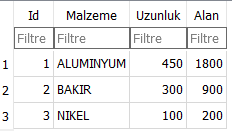 Id Malzeme Uzunluk Alan
Filtre Filtre Filtre Filtre
1 1 ALUMINYUM 450 1800
2 2 BAKIR 300 900
3 3 NIKEL 100 200